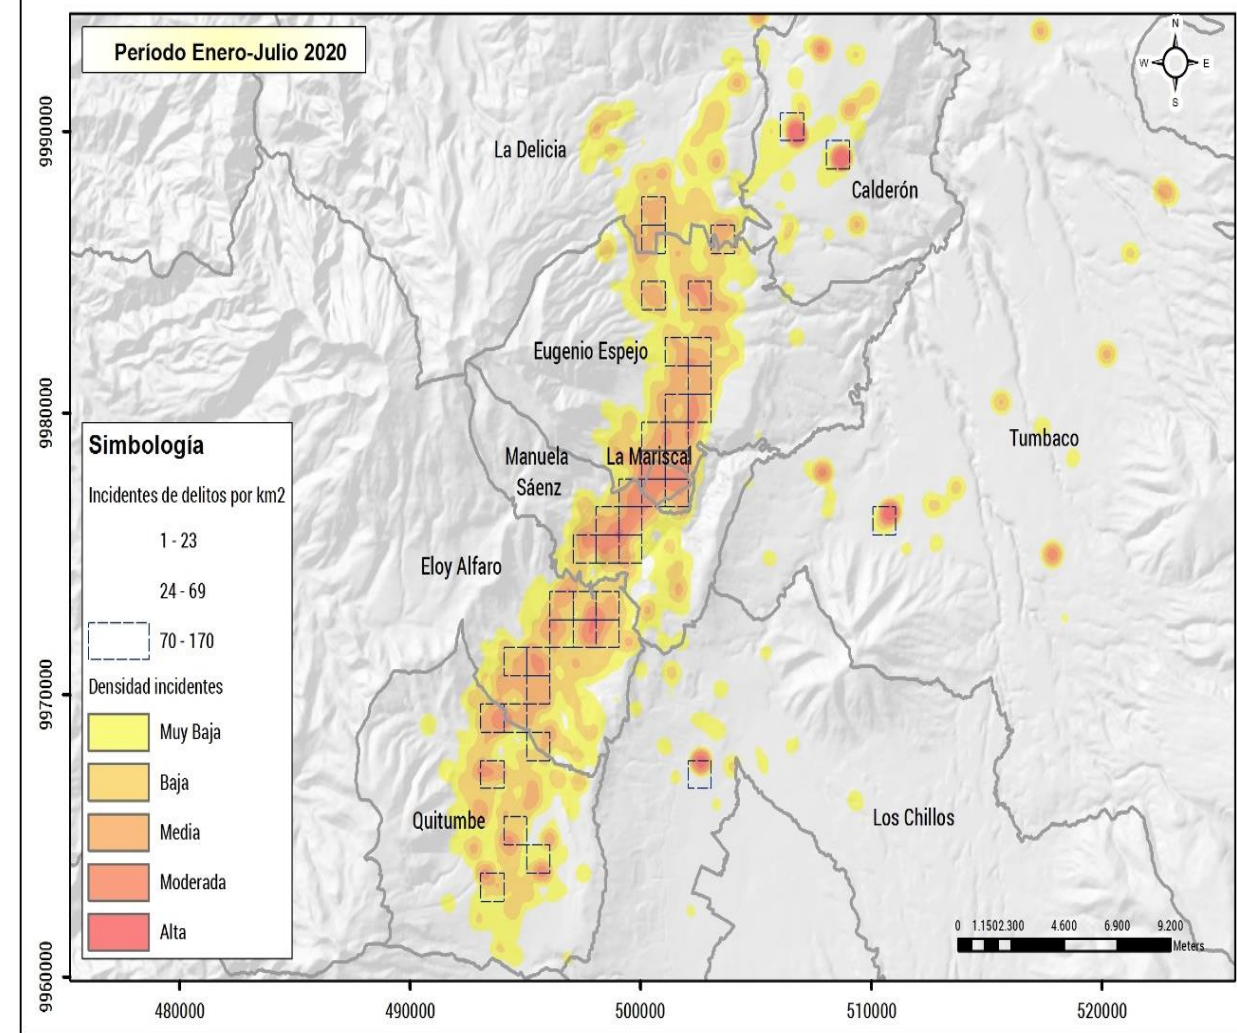 Período Enero-Julio 2020
N
W
E
S
9990000
La Delicia
Calderón
Eugenio Espejo
9980000
Simbología
Incidentes de delitos por km2
1 - 23
24 - 69
70 - 170
Densidad incidentes
Muy Baja
Baja
Media
Moderada
Alta
Manuela
Sáenz
La Mariscal
Tumbaco
Eloy Alfaro
9970000
Quitumbe
Los Chillos
0 1.150 2.300 4.600 6.900 9.200
Meters
9960000
480000 490000 500000 510000 520000